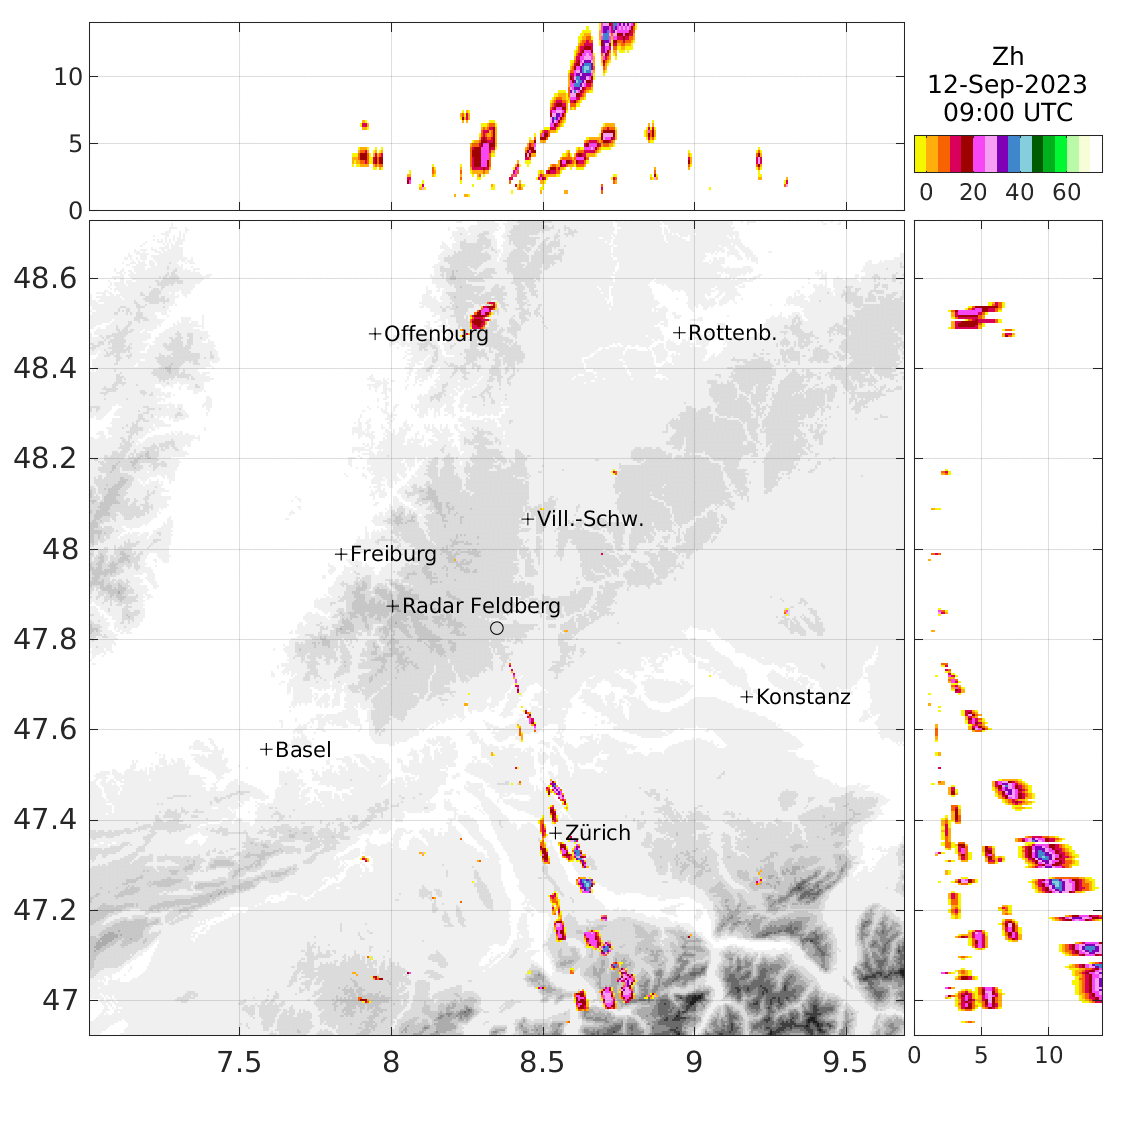 10
5
0
Zh
12-Sep-2023
09:00 UTC
0 20 40 60
48.6
48.4
48.2
48
47.8
47.6
47.4
47.2
47
Offenburg
Rottenb.
Vill.-Schw.
Freiburg
Radar Feldberg
Konstanz
Basel
Zürich
7.5 8 8.5 9 9.5
0 5 10